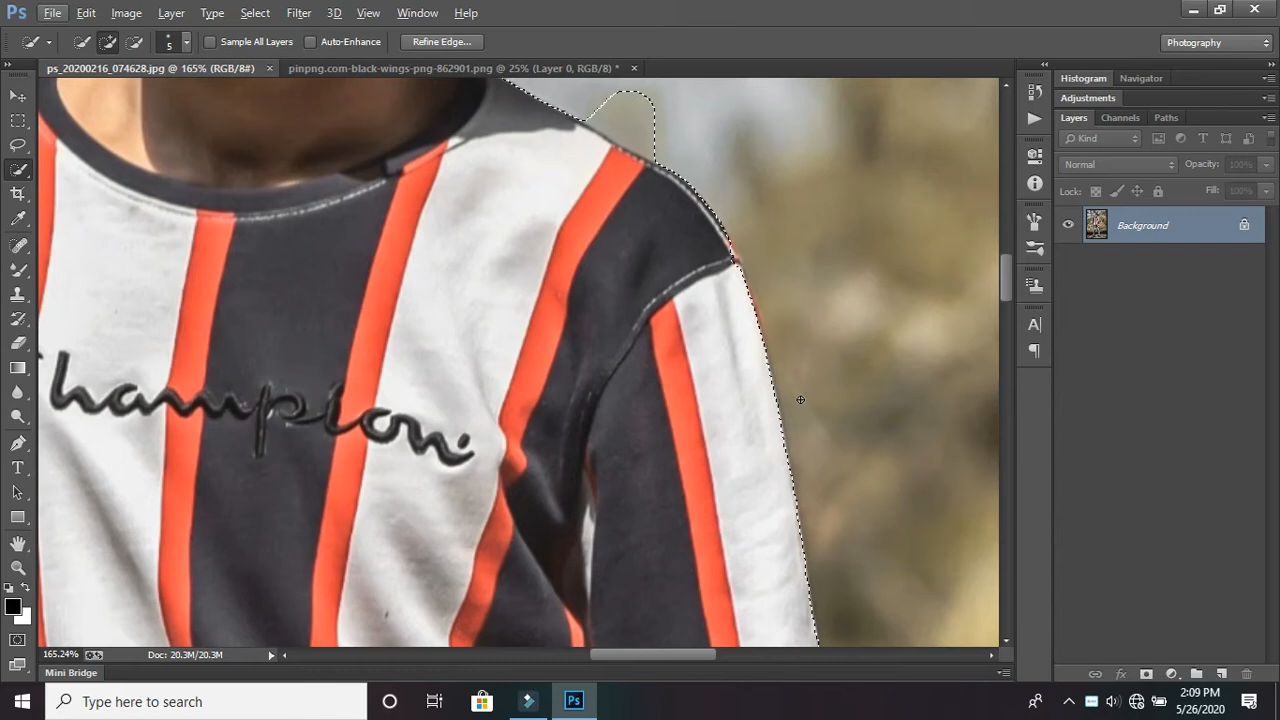 Ps File Edit Image Layer Type Select Filter 3D View Window Help
5 Sample All Layers Auto-Enhance Refine Edge... Photography
ps_20200216_074628.jpg @ 165% (RGB/8#) × pinpng.com-black-wings-png-862901.png @ 25% (Layer 0, RGB/8) * ×
Histogram Navigator
Adjustments
Layers Channels Paths
Kind
Normal Opacity: 100%
Lock: Fill: 100%
Background
Champion
165.24% Doc: 20.3M/20.3M
Mini Bridge
Type here to search
2:09 PM
5/26/2020